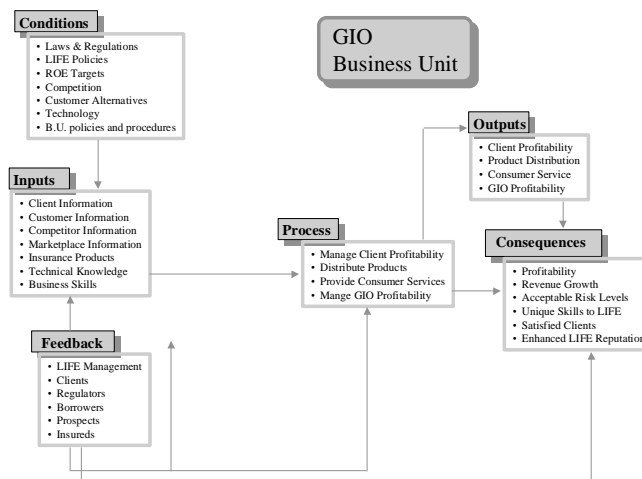 Conditions
• Laws & Regulations
• LIFE Policies
• ROE Targets
• Competition
• Customer Alternatives
• Technology
• B.U. policies and procedures
GIO
Business Unit
Outputs
• Client Profitability
• Product Distribution
• Consumer Service
• GIO Profitability
Inputs
• Client Information
• Customer Information
• Competitor Information
• Marketplace Information
• Insurance Products
• Technical Knowledge
• Business Skills
Process
• Manage Client Profitability
• Distribute Products
• Provide Consumer Services
• Mange GIO Profitability
Consequences
• Profitability
• Revenue Growth
• Acceptable Risk Levels
• Unique Skills to LIFE
• Satisfied Clients
• Enhanced LIFE Reputation
Feedback
• LIFE Management
• Clients
• Regulators
• Borrowers
• Prospects
• Insureds